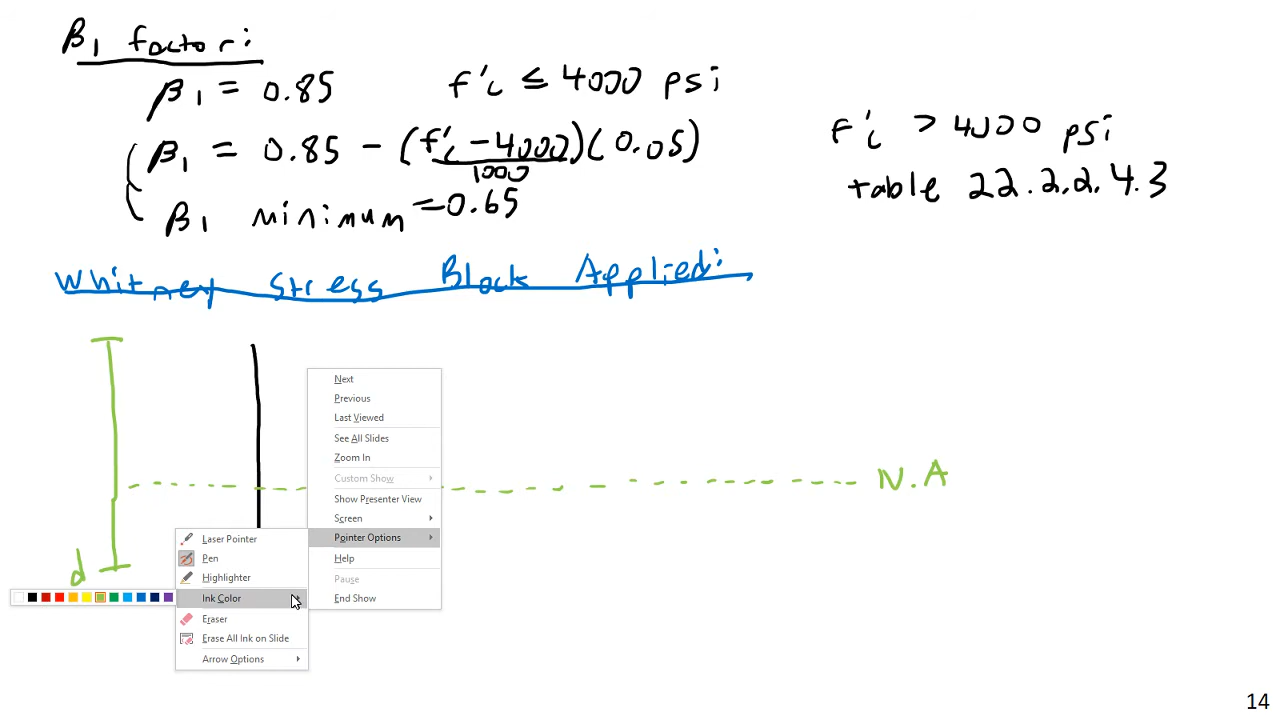 β1 factor:
β1 = 0.85 f'c ≤ 4000 psi
β1 = 0.85 - (f'c - 4000)(0.05)
1000
β1 minimum = 0.65
f'c > 4000 psi
table 22.2.2.4.3
Whitney Stress Block Applied:
N.A
d
Next
Previous
Last Viewed
See All Slides
Zoom In
Custom Show
Show Presenter View
Screen
Pointer Options
Help
Pause
End Show
Laser Pointer
Pen
Highlighter
Ink Color
Eraser
Erase All Ink on Slide
Arrow Options
14